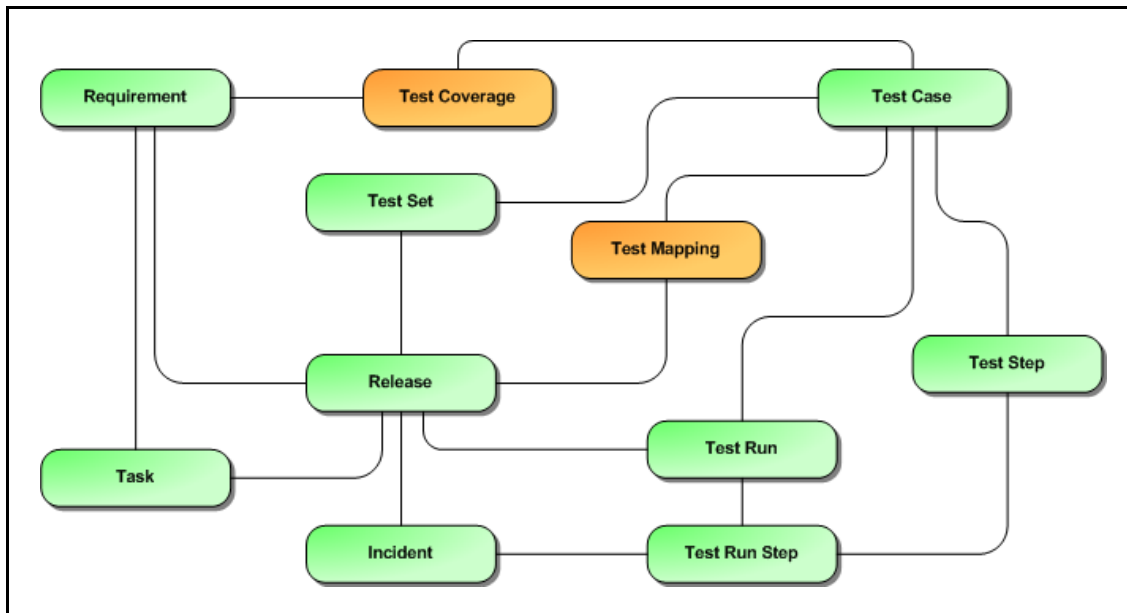 Requirement
Test Coverage
Test Case
Test Set
Test Mapping
Release
Test Step
Test Run
Task
Incident
Test Run Step